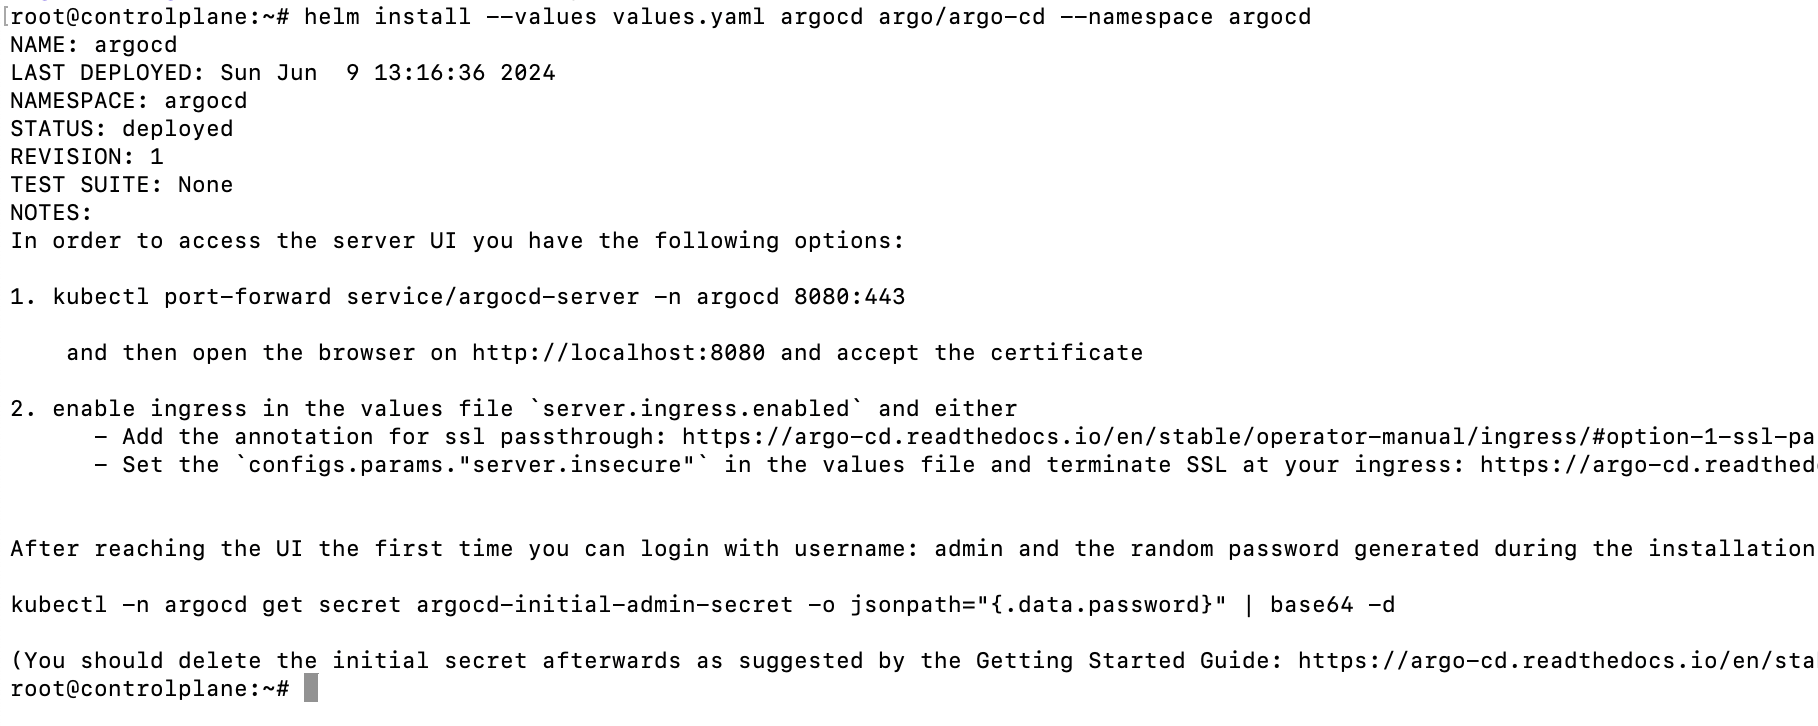 root@controlplane:~# helm install --values values.yaml argocd argo/argo-cd --namespace argocd
NAME: argocd
LAST DEPLOYED: Sun Jun  9 13:16:36 2024
NAMESPACE: argocd
STATUS: deployed
REVISION: 1
TEST SUITE: None
NOTES:
In order to access the server UI you have the following options:
1. kubectl port-forward service/argocd-server -n argocd 8080:443
    and then open the browser on http://localhost:8080 and accept the certificate
2. enable ingress in the values file `server.ingress.enabled` and either
      - Add the annotation for ssl passthrough: https://argo-cd.readthedocs.io/en/stable/operator-manual/ingress/#option-1-ssl-pa
      - Set the `configs.params."server.insecure"` in the values file and terminate SSL at your ingress: https://argo-cd.readthed
After reaching the UI the first time you can login with username: admin and the random password generated during the installation
kubectl -n argocd get secret argocd-initial-admin-secret -o jsonpath="{.data.password}" | base64 -d
(You should delete the initial secret afterwards as suggested by the Getting Started Guide: https://argo-cd.readthedocs.io/en/sta
root@controlplane:~#